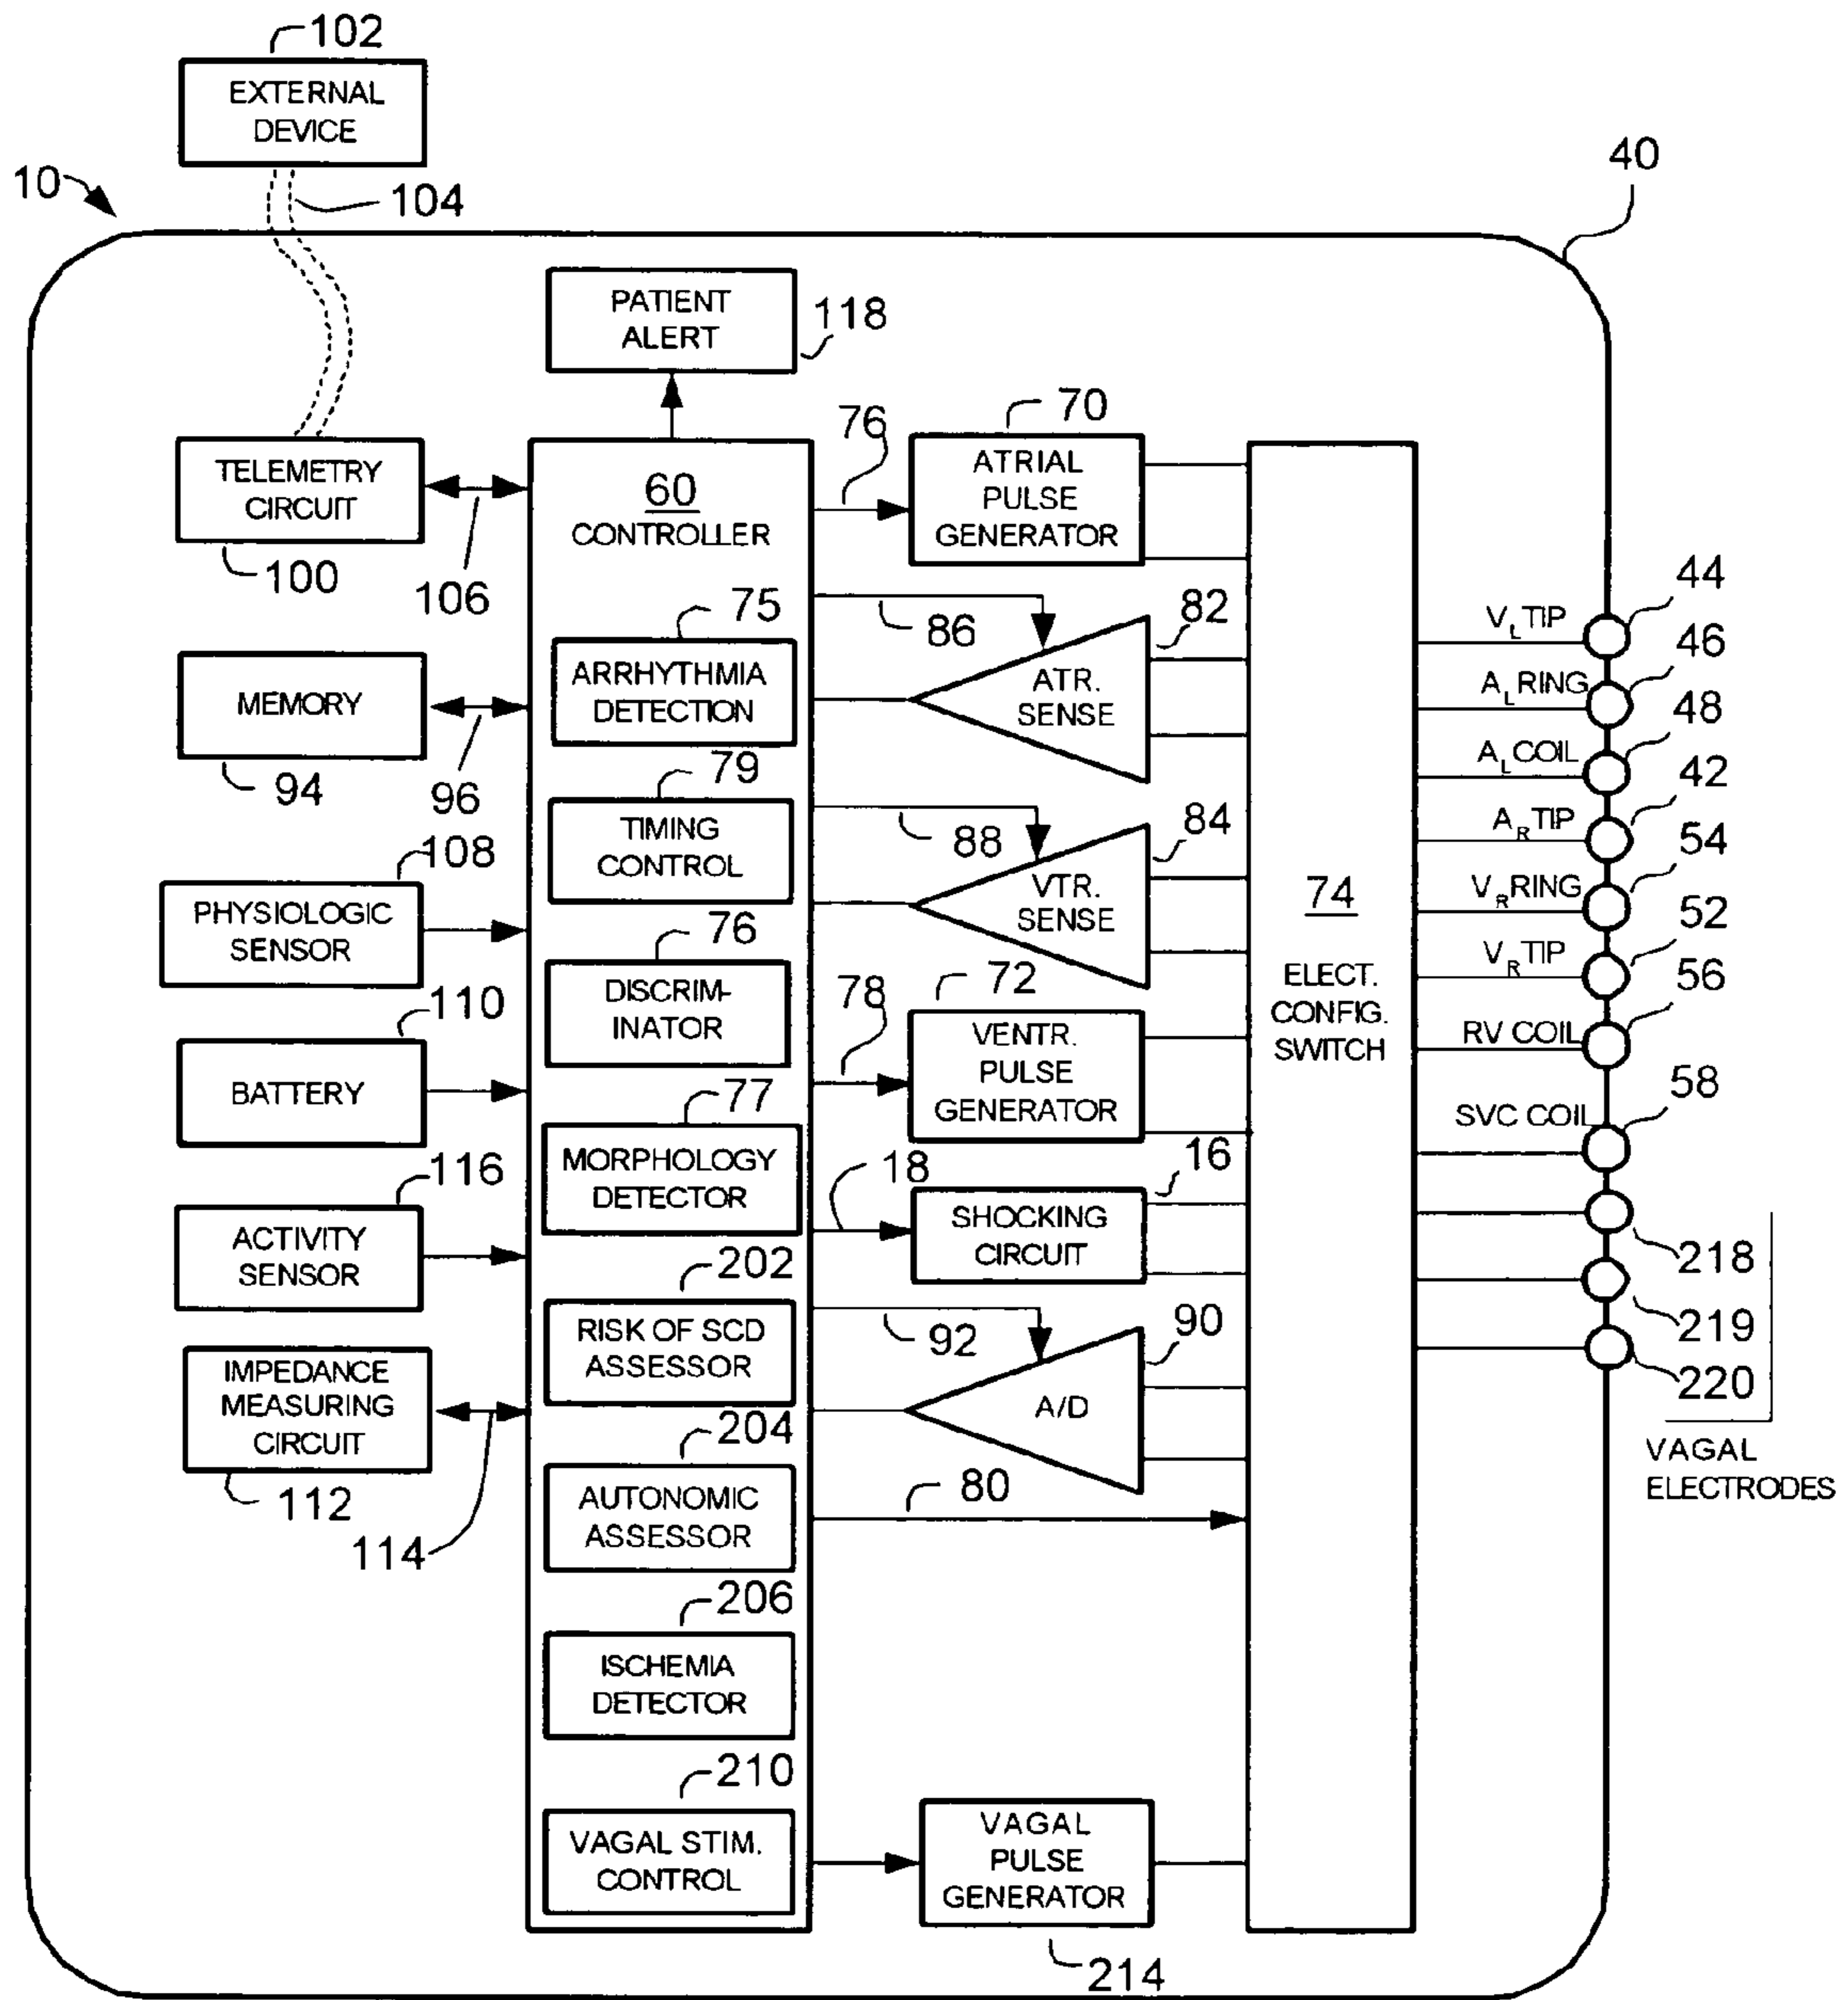 102
EXTERNAL
DEVICE
10
104
40
PATIENT
ALERT
118
TELEMETRY
CIRCUIT
100
106
MEMORY
94
96
108
PHYSIOLOGIC
SENSOR
110
BATTERY
116
ACTIVITY
SENSOR
IMPEDANCE
MEASURING
CIRCUIT
112
114
60
CONTROLLER
75
ARRHYTHMIA
DETECTION
79
TIMING
CONTROL
76
DISCRIM-
INATOR
77
MORPHOLOGY
DETECTOR
202
RISK OF SCD
ASSESSOR
204
AUTONOMIC
ASSESSOR
206
ISCHEMIA
DETECTOR
210
VAGAL STIM.
CONTROL
76
70
ATRIAL
PULSE
GENERATOR
86
82
ATR.
SENSE
88
84
VTR.
SENSE
78
72
VENTR.
PULSE
GENERATOR
18
16
SHOCKING
CIRCUIT
92
90
A/D
80
VAGAL
PULSE
GENERATOR
214
74
ELECT.
CONFIG.
SWITCH
VL TIP
44
AL RING
46
AL COIL
48
AR TIP
42
VR RING
54
VR TIP
52
RV COIL
56
SVC COIL
58
218
219
220
VAGAL
ELECTRODES